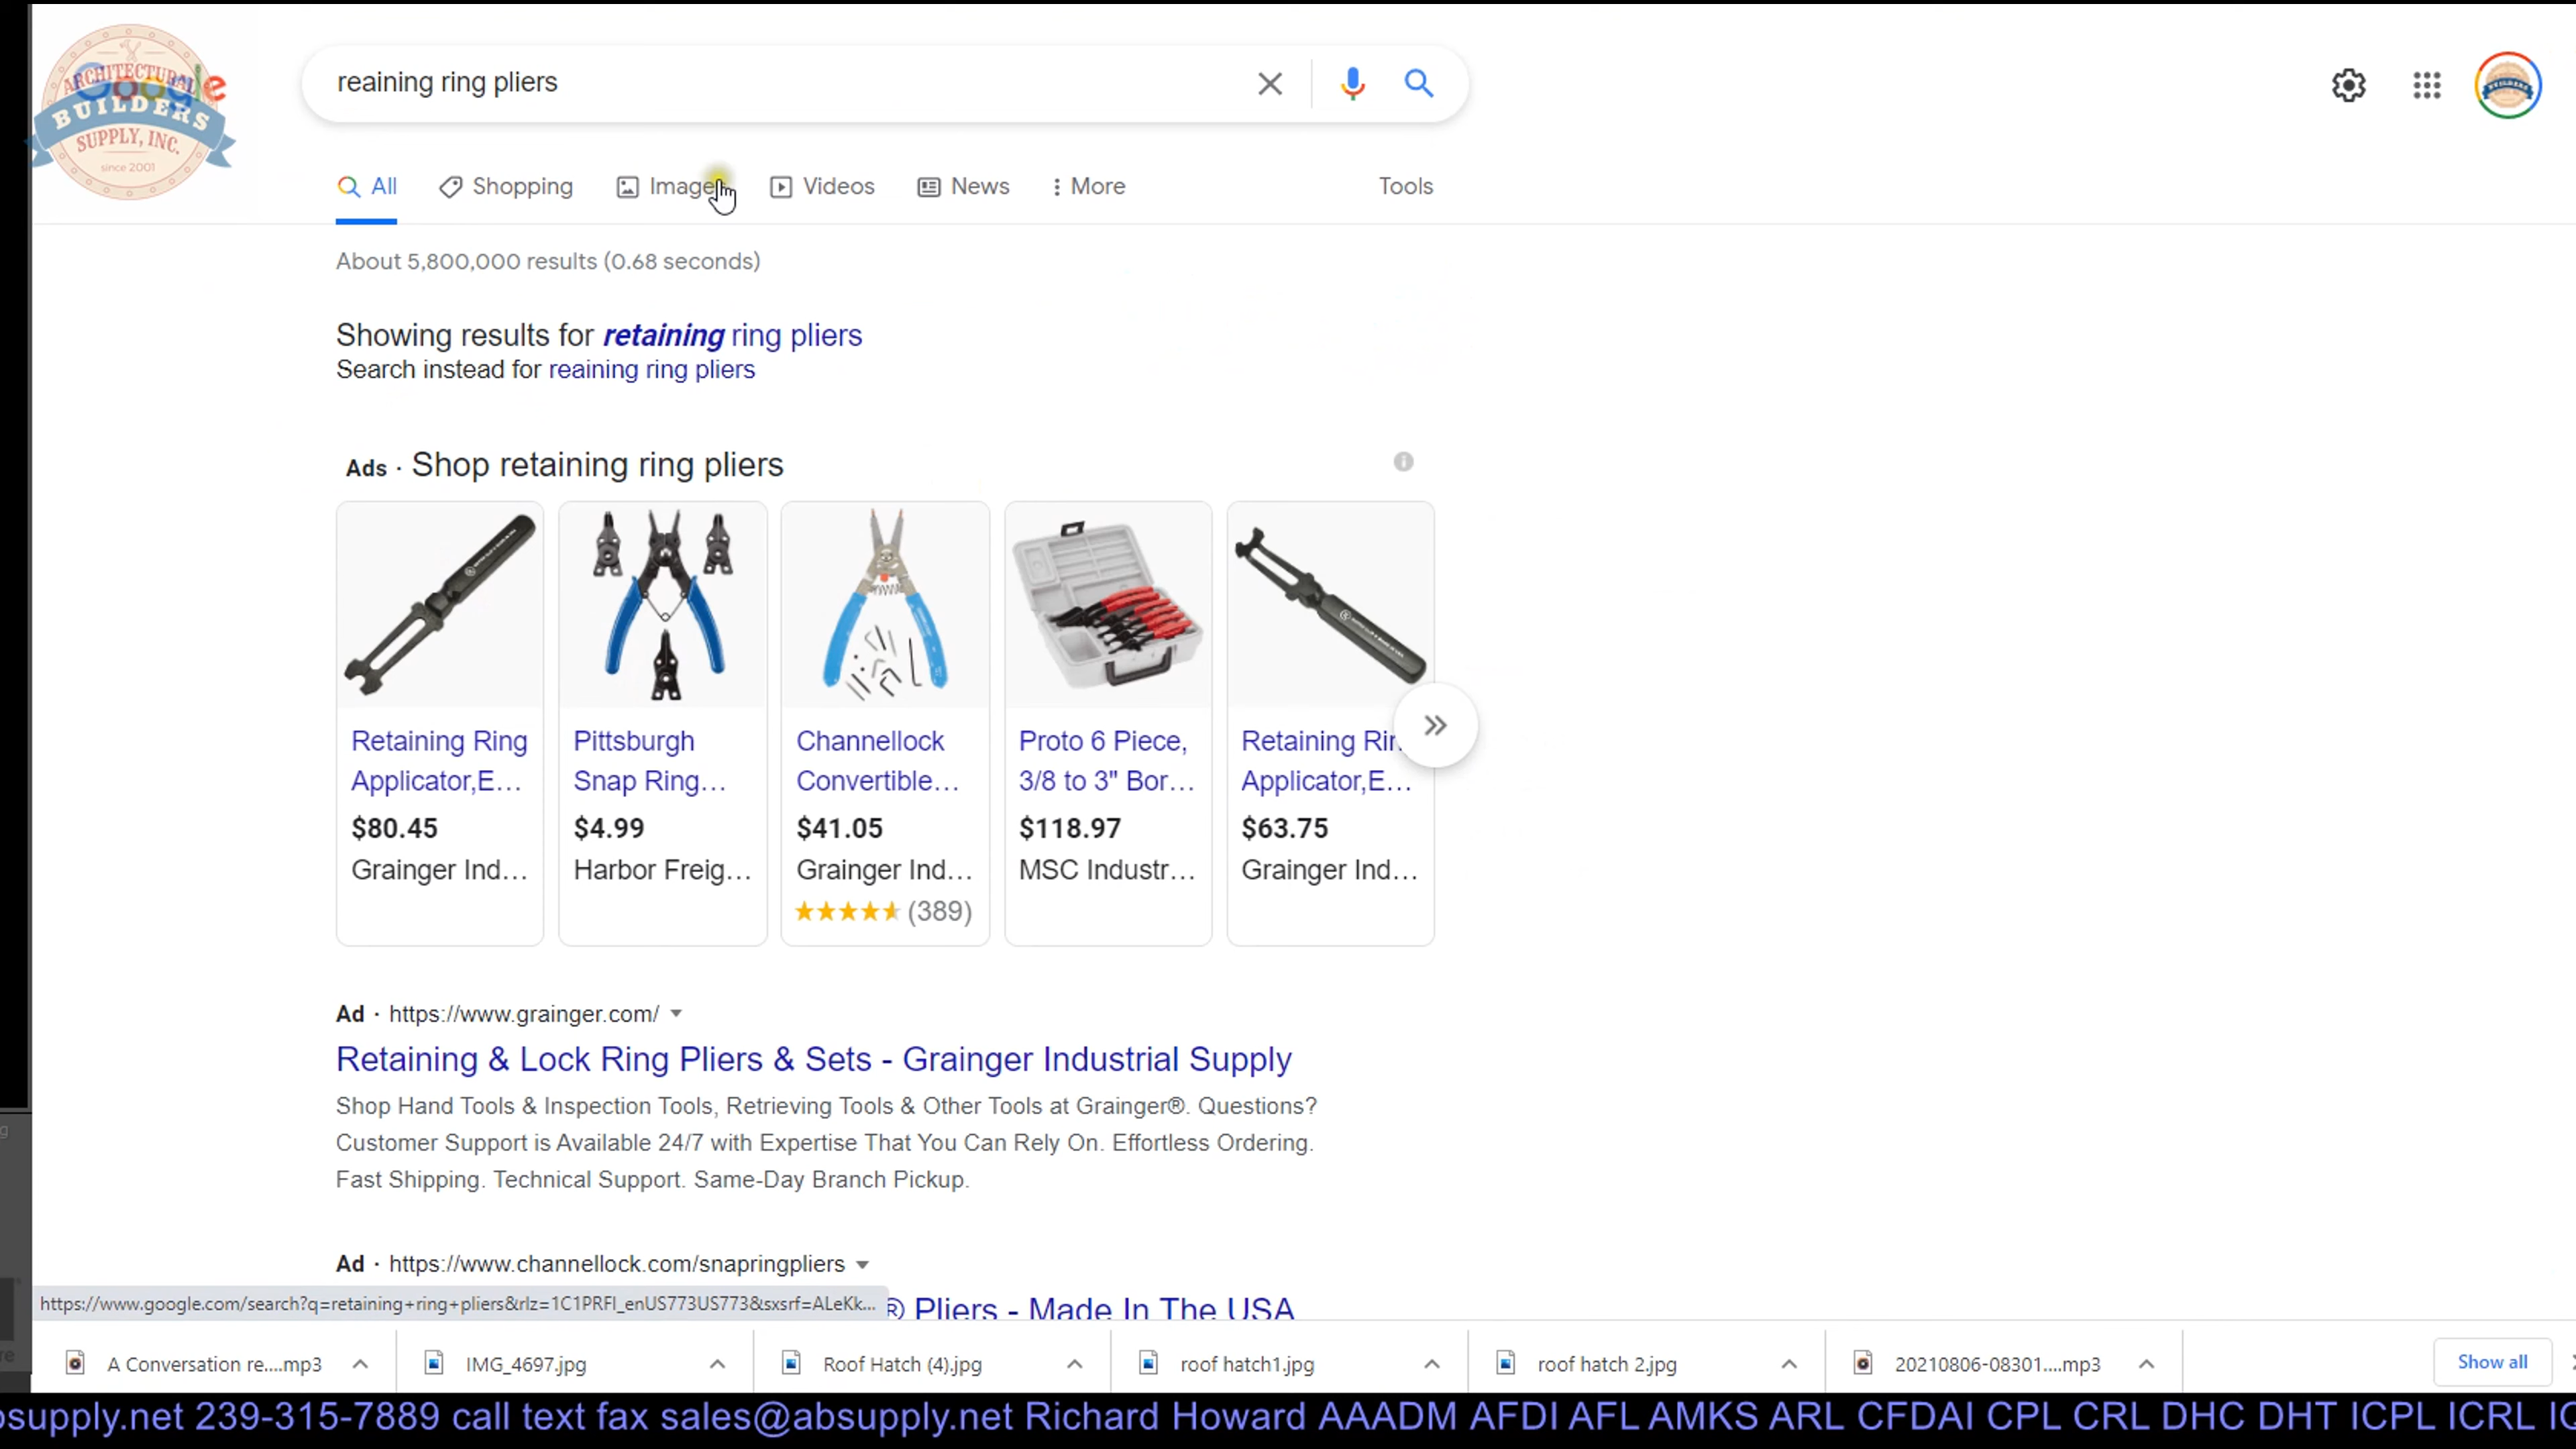 ARCHITECTURAL
Google
BUILDERS
SUPPLY, INC.
since 2001
reaining ring pliers
All Shopping Images Videos News More Tools
About 5,800,000 results (0.68 seconds)
Showing results for retaining ring pliers
Search instead for reaining ring pliers
Ads · Shop retaining ring pliers
Retaining Ring Applicator,E...
$80.45
Grainger Ind...
Pittsburgh Snap Ring...
$4.99
Harbor Freig...
Channellock Convertible...
$41.05
Grainger Ind...
(389)
Proto 6 Piece, 3/8 to 3" Bor...
$118.97
MSC Industr...
Retaining Rin
Applicator,E...
$63.75
Grainger Ind...
Ad · https://www.grainger.com/
Retaining & Lock Ring Pliers & Sets - Grainger Industrial Supply
Shop Hand Tools & Inspection Tools, Retrieving Tools & Other Tools at Grainger®. Questions?
Customer Support is Available 24/7 with Expertise That You Can Rely On. Effortless Ordering.
Fast Shipping. Technical Support. Same-Day Branch Pickup.
Ad · https://www.channellock.com/snapringpliers
® Pliers - Made In The USA
https://www.google.com/search?q=retaining+ring+pliers&rlz=1C1PRFI_enUS773US773&sxsrf=ALeKk...
A Conversation re....mp3 IMG_4697.jpg Roof Hatch (4).jpg roof hatch1.jpg roof hatch 2.jpg 20210806-08301....mp3 Show all
bsupply.net 239-315-7889 call text fax sales@absupply.net Richard Howard AAADM AFDI AFL AMKS ARL CFDAI CPL CRL DHC DHT ICPL ICRL